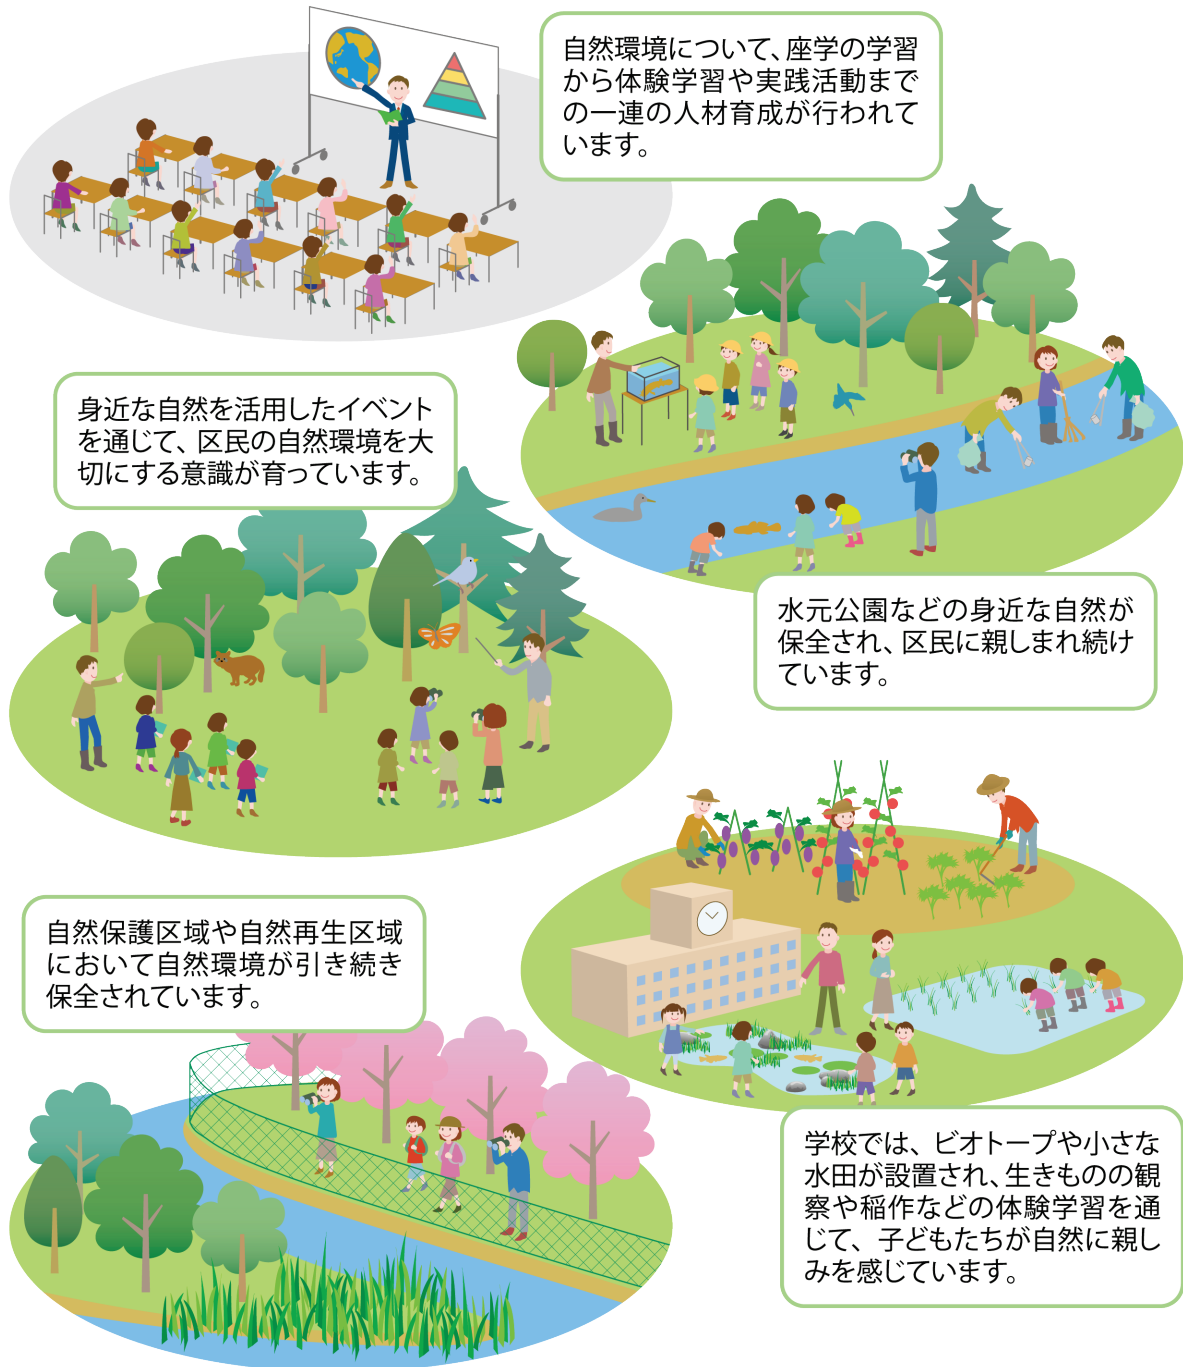 自然環境について、座学の学習
から体験学習や実践活動まで
の一連の人材育成が行われて
います。
身近な自然を活用したイベント
を通じて、区民の自然環境を大
切にする意識が育っています。
水元公園などの身近な自然が
保全され、区民に親しまれ続け
ています。
自然保護区域や自然再生区域
において自然環境が引き続き
保全されています。
学校では、ビオトープや小さな
水田が設置され、生きものの観
察や稲作などの体験学習を通
じて、子どもたちが自然に親し
みを感じています。